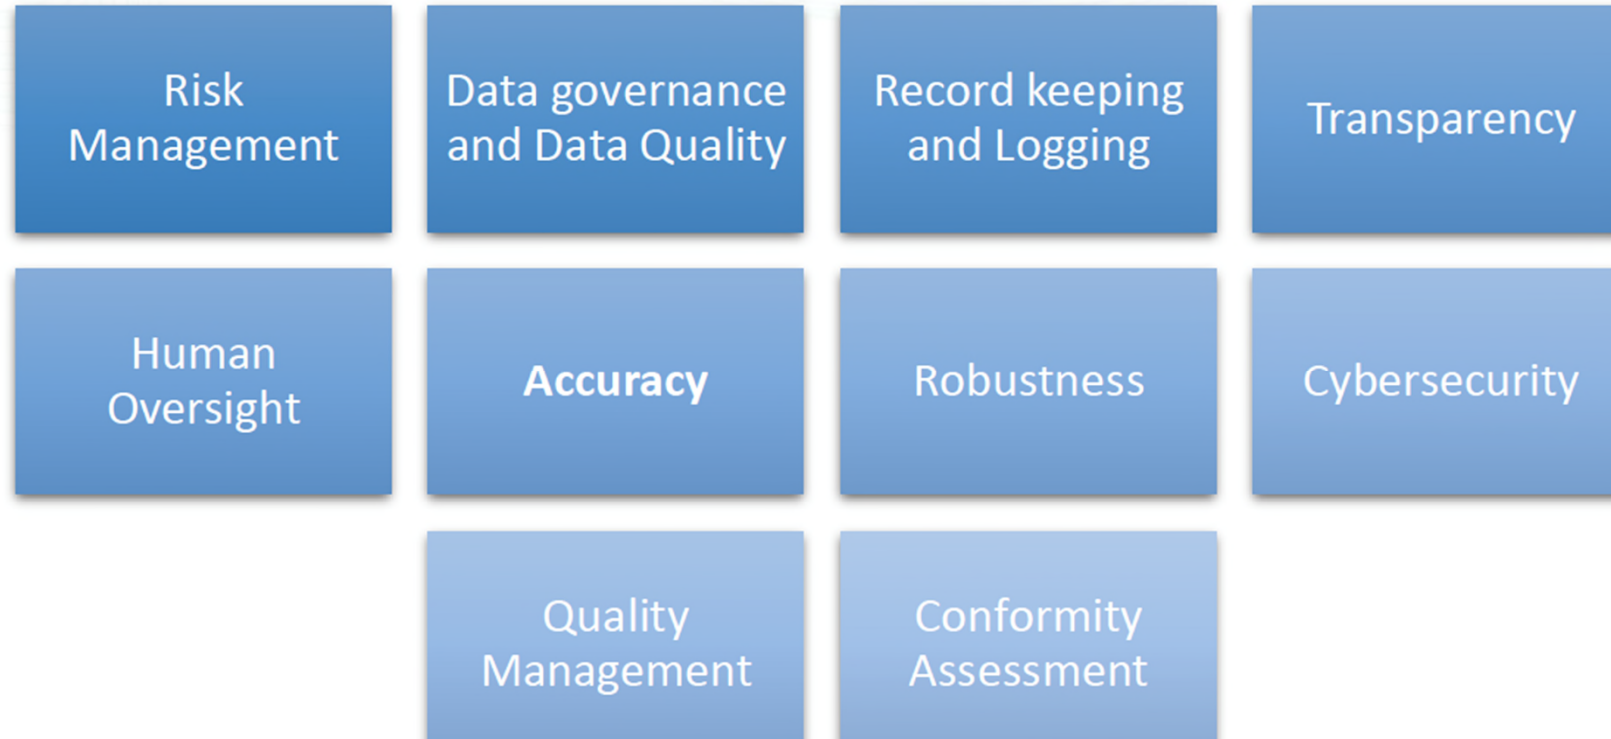 Risk
Management
Data governance
and Data Quality
Record keeping
and Logging
Transparency
Human
Oversight
Accuracy
Robustness
Cybersecurity
Quality
Management
Conformity
Assessment